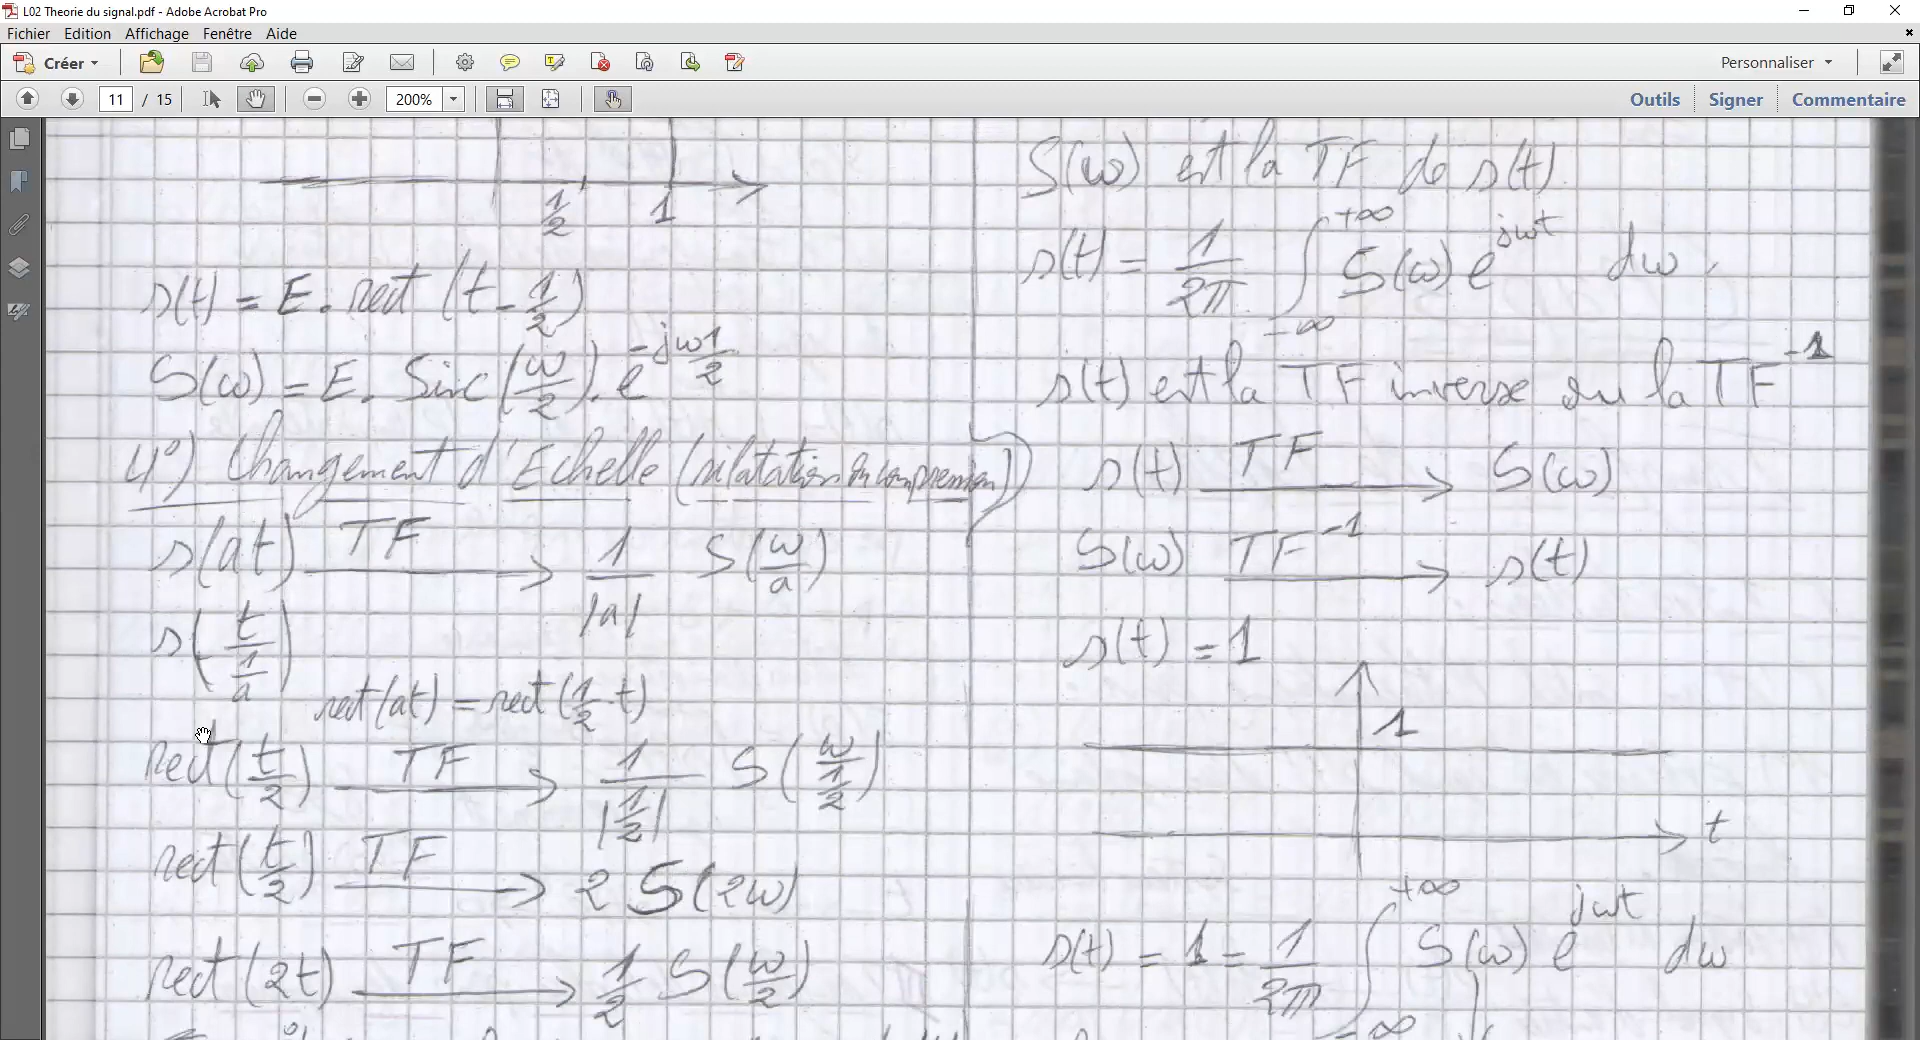 L02 Theorie du signal.pdf - Adobe Acrobat Pro
Fichier Edition Affichage Fenêtre Aide
Créer
Personnaliser
11 / 15
200%
Outils Signer Commentaire
1/2 1
s(t) = E . rect (t - 1/2)
S(ω) = E. Sinc (ω/2) . e^{-jω 1/2}
4°) Changement d'Echelle (dilatation ou compression)
s(at) TF → 1/|a| S(ω/a)
s(t/(1/a))
rect(at) = rect(1/2 t)
rect(t/2) TF → 1/|1/2| S(ω/(1/2))
rect(t/2) TF → 2 S(2ω)
rect(2t) TF → 1/2 S(ω/2)
S(ω) est la TF de s(t)
s(t) = 1/2π ∫_{-∞}^{+∞} S(ω) e^{jωt} dω
s(t) est la TF inverse ou la TF^{-1}
s(t) TF → S(ω)
S(ω) TF^{-1} → s(t)
s(t) = 1
1
t
s(t) = 1 = 1/2π ∫_{-∞}^{+∞} S(ω) e^{jωt} dω